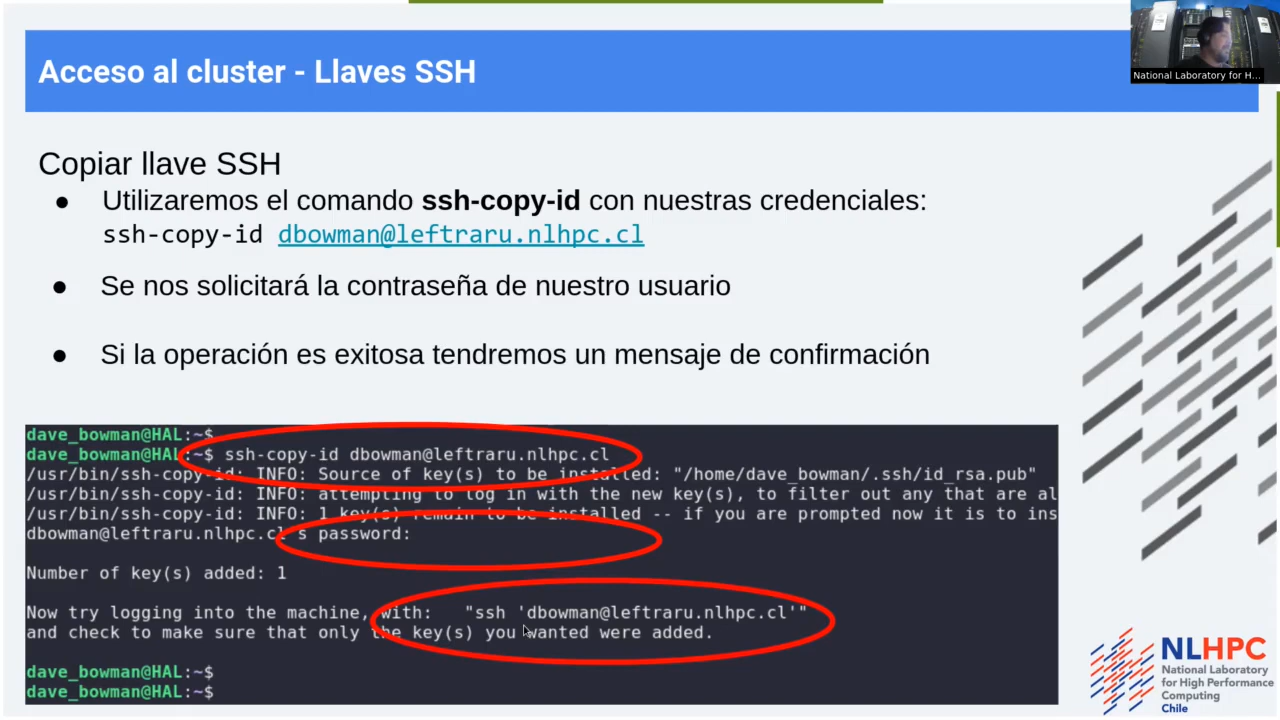 Acceso al cluster - Llaves SSH
National Laboratory for H...
Copiar llave SSH
● Utilizaremos el comando ssh-copy-id con nuestras credenciales:
ssh-copy-id dbowman@leftraru.nlhpc.cl
● Se nos solicitará la contraseña de nuestro usuario
● Si la operación es exitosa tendremos un mensaje de confirmación
dave_bowman@HAL:~$
dave_bowman@HAL:~$ ssh-copy-id dbowman@leftraru.nlhpc.cl
/usr/bin/ssh-copy-id: INFO: Source of key(s) to be installed: "/home/dave_bowman/.ssh/id_rsa.pub"
/usr/bin/ssh-copy-id: INFO: attempting to log in with the new key(s), to filter out any that are al
/usr/bin/ssh-copy-id: INFO: 1 key(s) remain to be installed -- if you are prompted now it is to ins
dbowman@leftraru.nlhpc.cl's password:
Number of key(s) added: 1
Now try logging into the machine, with:   "ssh 'dbowman@leftraru.nlhpc.cl'"
and check to make sure that only the key(s) you wanted were added.
dave_bowman@HAL:~$
dave_bowman@HAL:~$
NLHPC
National Laboratory
for High Performance
Computing
Chile